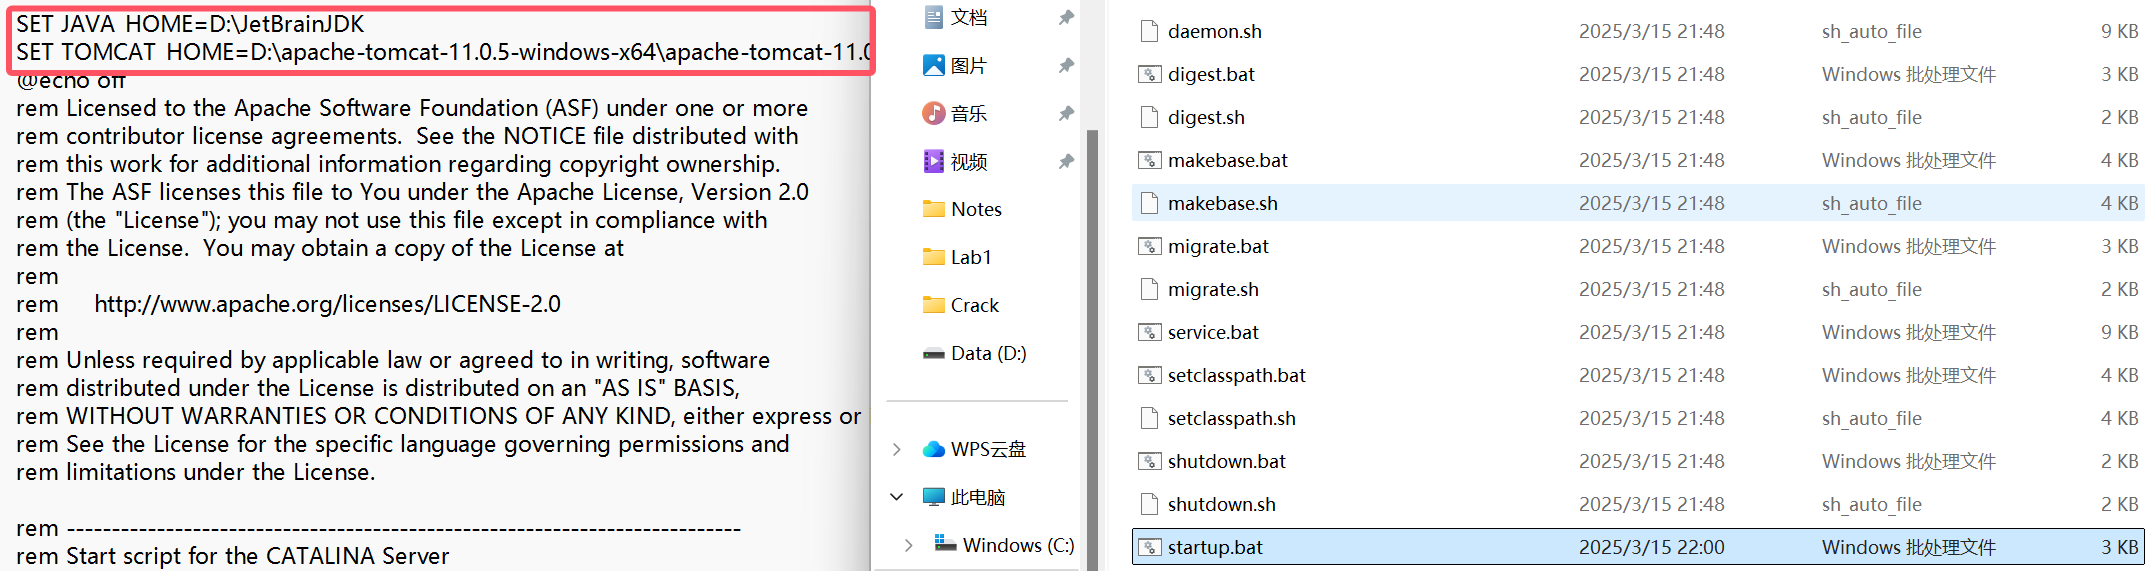 SET JAVA_HOME=D:\JetBrainJDK
SET TOMCAT_HOME=D:\apache-tomcat-11.0.5-windows-x64\apache-tomcat-11.0
@echo off
rem Licensed to the Apache Software Foundation (ASF) under one or more
rem contributor license agreements.  See the NOTICE file distributed with
rem this work for additional information regarding copyright ownership.
rem The ASF licenses this file to You under the Apache License, Version 2.0
rem (the "License"); you may not use this file except in compliance with
rem the License.  You may obtain a copy of the License at
rem
rem      http://www.apache.org/licenses/LICENSE-2.0
rem
rem Unless required by applicable law or agreed to in writing, software
rem distributed under the License is distributed on an "AS IS" BASIS,
rem WITHOUT WARRANTIES OR CONDITIONS OF ANY KIND, either express or
rem See the License for the specific language governing permissions and
rem limitations under the License.
rem ---------------------------------------------------------------------------
rem Start script for the CATALINA Server
文档
图片
音乐
视频
Notes
Lab1
Crack
Data (D:)
WPS云盘
此电脑
Windows (C:)
daemon.sh 2025/3/15 21:48 sh_auto_file 9 KB
digest.bat 2025/3/15 21:48 Windows 批处理文件 3 KB
digest.sh 2025/3/15 21:48 sh_auto_file 2 KB
makebase.bat 2025/3/15 21:48 Windows 批处理文件 4 KB
makebase.sh 2025/3/15 21:48 sh_auto_file 4 KB
migrate.bat 2025/3/15 21:48 Windows 批处理文件 3 KB
migrate.sh 2025/3/15 21:48 sh_auto_file 2 KB
service.bat 2025/3/15 21:48 Windows 批处理文件 9 KB
setclasspath.bat 2025/3/15 21:48 Windows 批处理文件 4 KB
setclasspath.sh 2025/3/15 21:48 sh_auto_file 4 KB
shutdown.bat 2025/3/15 21:48 Windows 批处理文件 2 KB
shutdown.sh 2025/3/15 21:48 sh_auto_file 2 KB
startup.bat 2025/3/15 22:00 Windows 批处理文件 3 KB